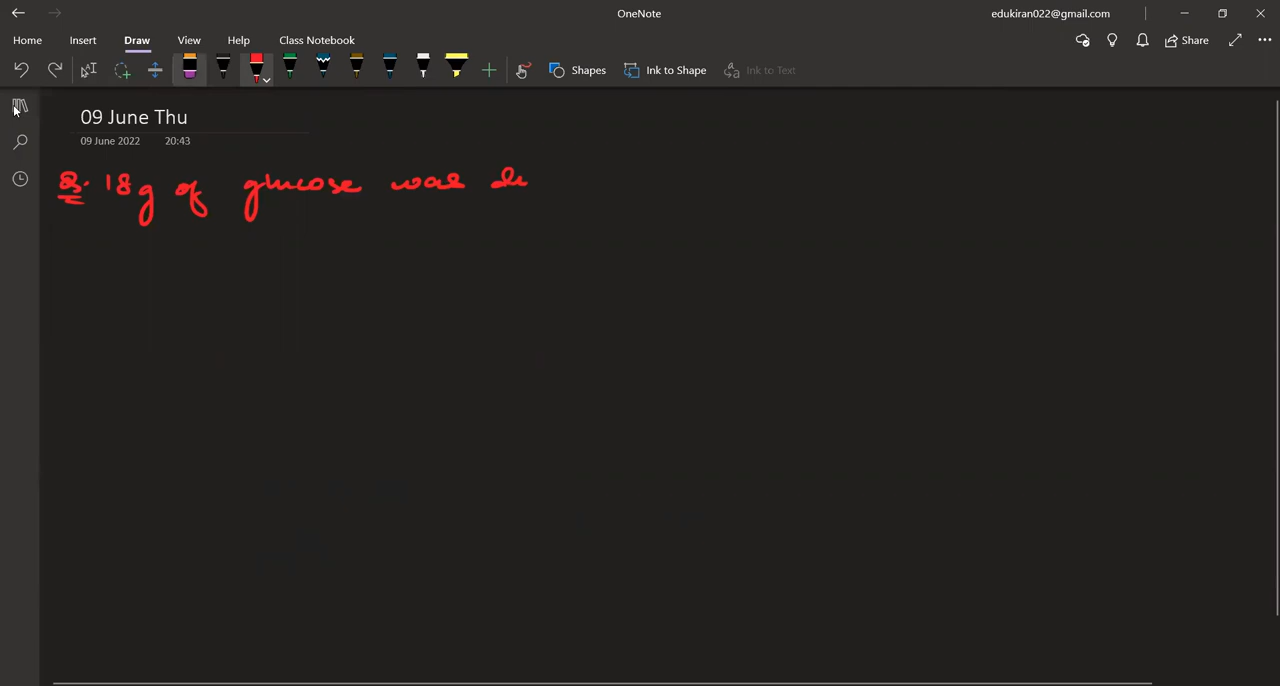 OneNote
edukiran022@gmail.com
Home Insert Draw View Help Class Notebook
Share
Shapes Ink to Shape Ink to Text
09 June Thu
09 June 2022 20:43
Q. 18g of glucose was di